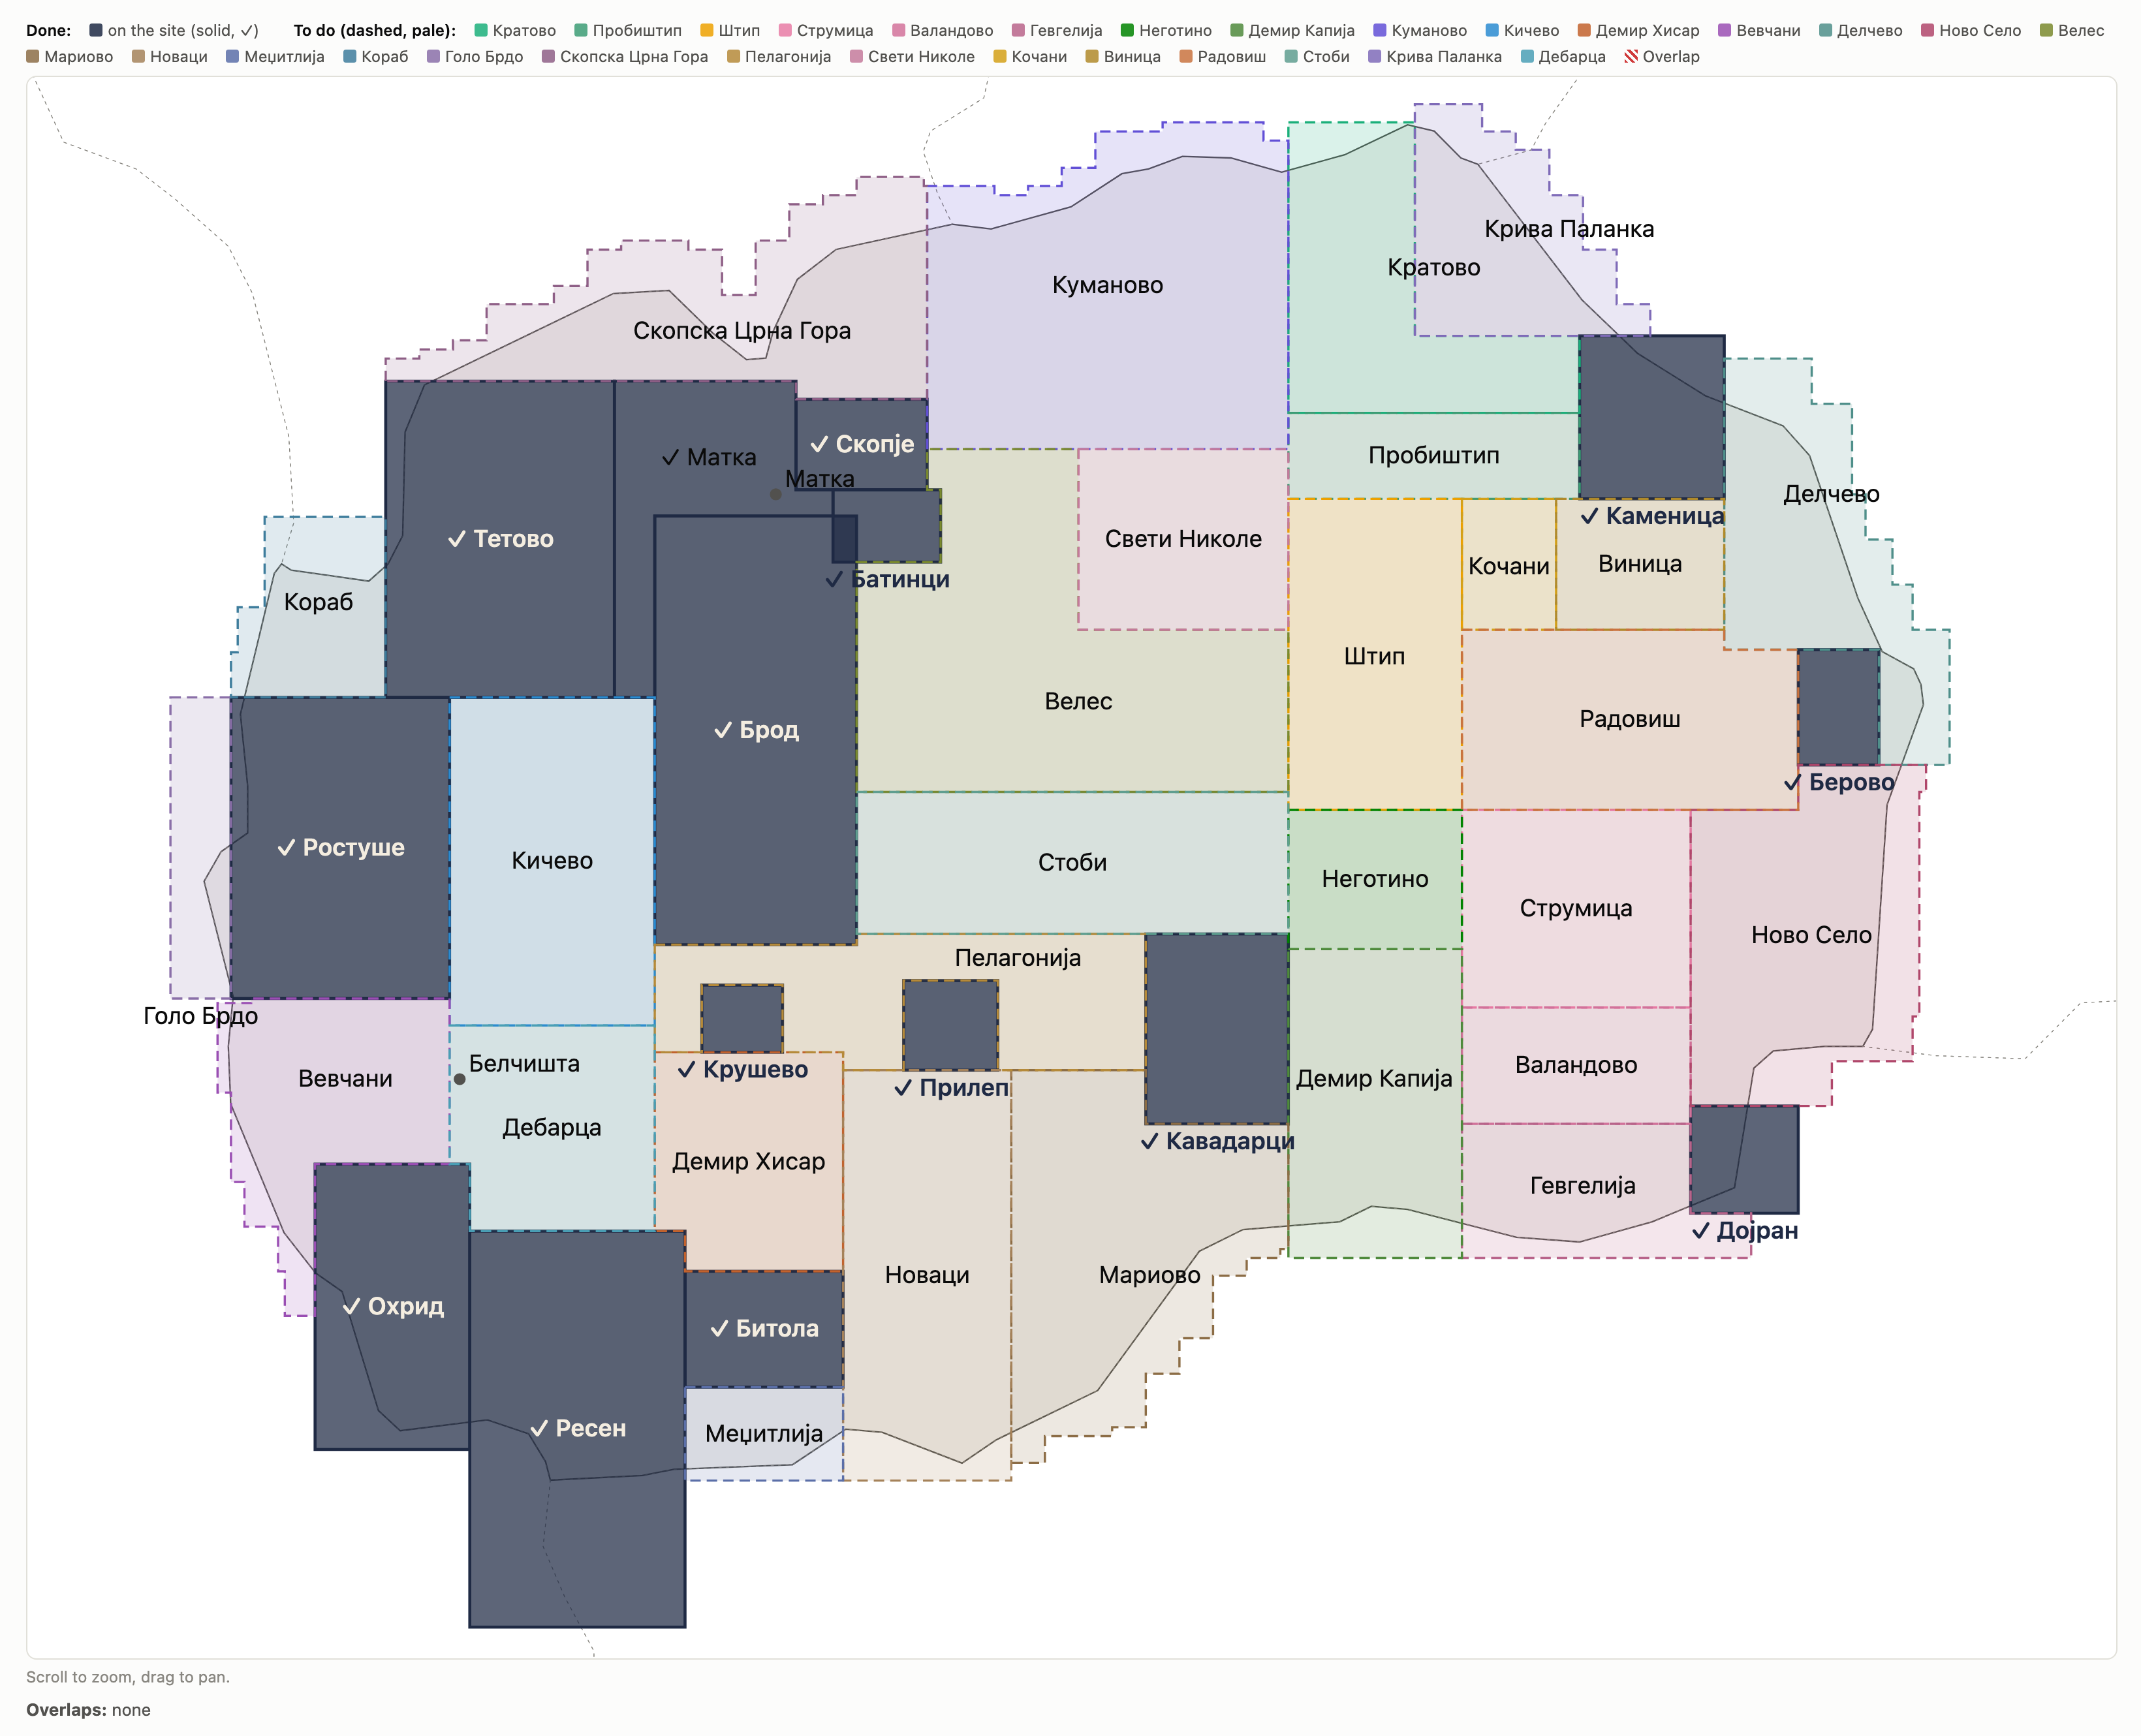 Done: on the site (solid, ✓) To do (dashed, pale): Кратово Пробиштип Штип Струмица Валандово Гевгелија Неготино Демир Капија Куманово Кичево Демир Хисар Вевчани Делчево Ново Село Велес
Мариово Новаци Меџитлија Кораб Голо Брдо Скопска Црна Гора Пелагонија Свети Николе Кочани Виница Радовиш Стоби Крива Паланка Дебарца Overlap
Крива Паланка
Кратово
Куманово
Скопска Црна Гора
✓ Скопје
✓ Матка
Матка
Пробиштип
Делчево
✓ Каменица
✓ Тетово
Свети Николе
Кочани
Виница
✓ Батинци
Кораб
Штип
Велес
Радовиш
✓ Брод
✓ Берово
✓ Ростуше
Кичево
Стоби
Неготино
Струмица
Ново Село
Пелагонија
Голо Брдо
Белчишта
✓ Крушево
✓ Прилеп
Вевчани
Демир Капија
Валандово
Дебарца
✓ Кавадарци
Демир Хисар
Гевгелија
✓ Дојран
Новаци
Мариово
✓ Охрид
✓ Битола
✓ Ресен
Меџитлија
Scroll to zoom, drag to pan.
Overlaps: none